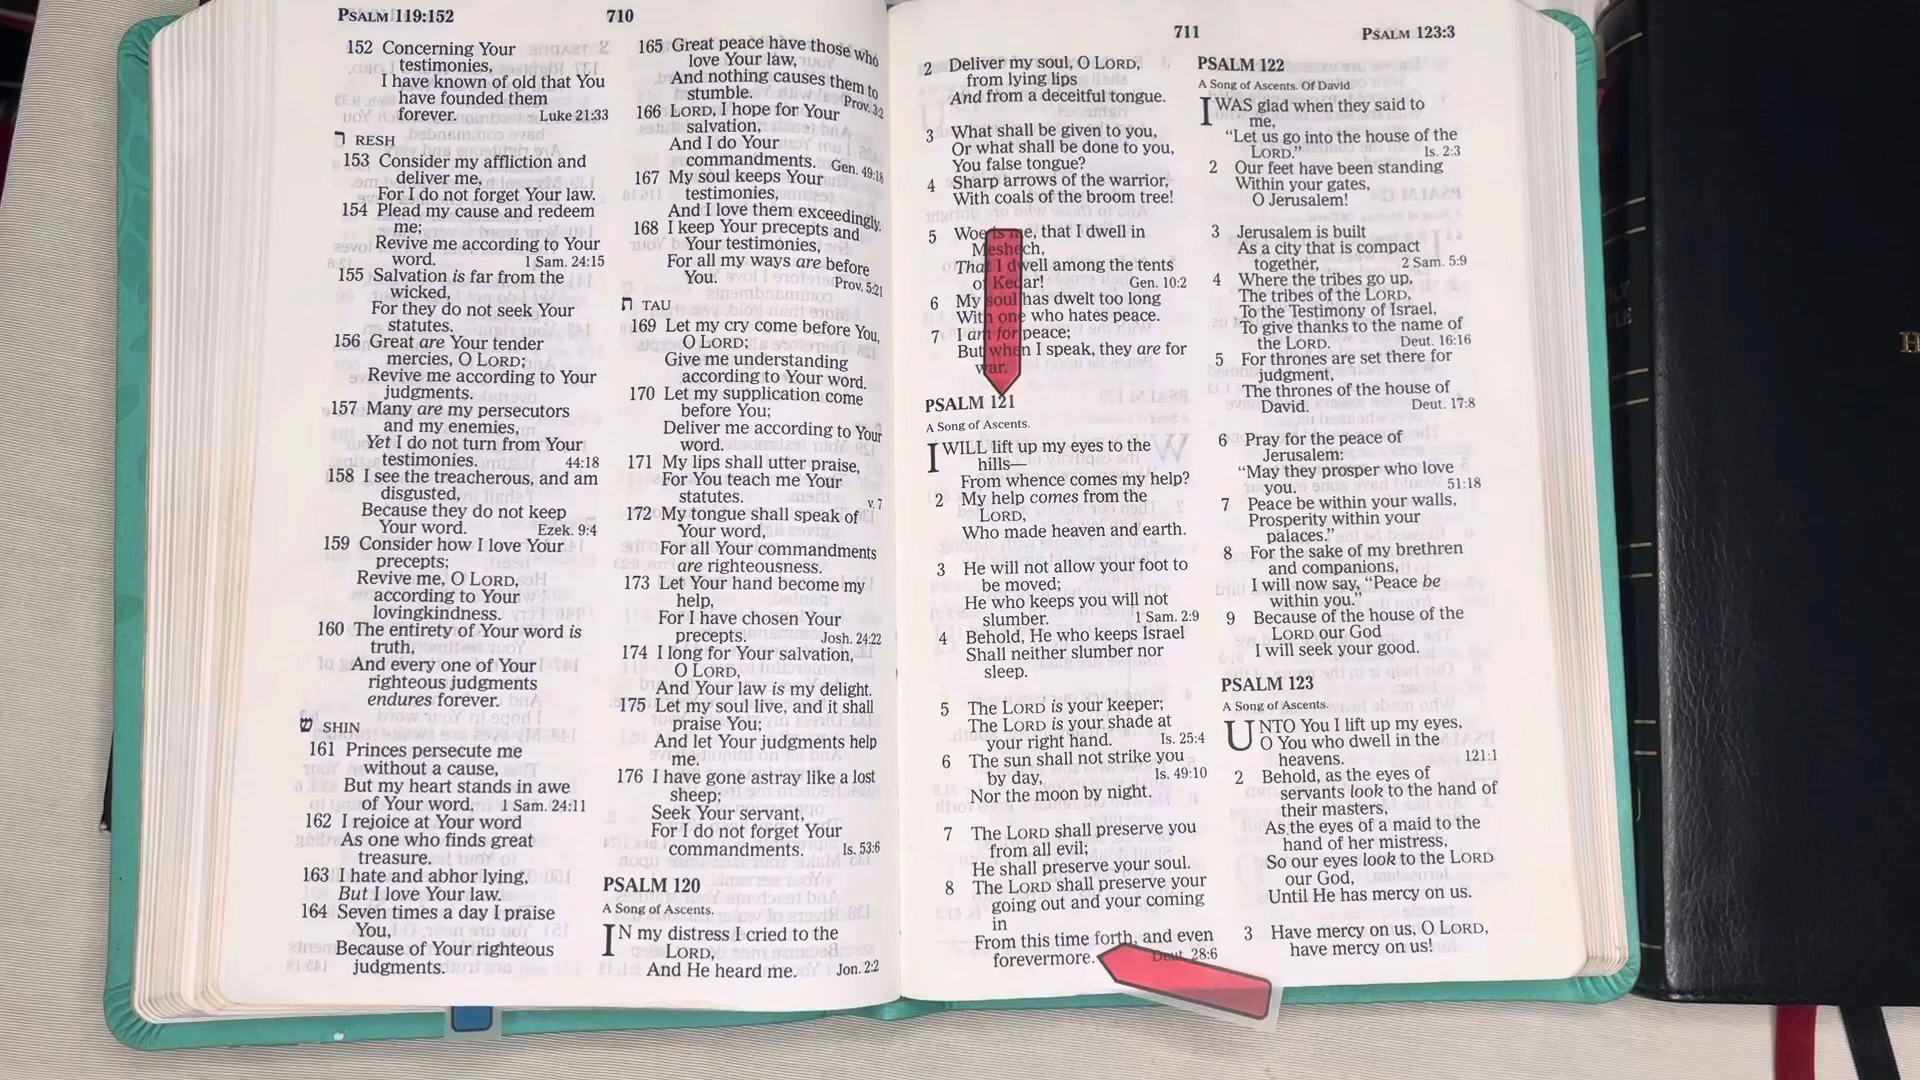 PSALM 119:152
710
152 Concerning Your
testimonies,
I have known of old that You
have founded them
forever. Luke 21:33
ר RESH
153 Consider my affliction and
deliver me,
For I do not forget Your law.
154 Plead my cause and redeem
me;
Revive me according to Your
word. 1 Sam. 24:15
155 Salvation is far from the
wicked,
For they do not seek Your
statutes.
156 Great are Your tender
mercies, O LORD;
Revive me according to Your
judgments.
157 Many are my persecutors
and my enemies,
Yet I do not turn from Your
testimonies. 44:18
158 I see the treacherous, and am
disgusted,
Because they do not keep
Your word. Ezek. 9:4
159 Consider how I love Your
precepts;
Revive me, O LORD,
according to Your
lovingkindness.
160 The entirety of Your word is
truth,
And every one of Your
righteous judgments
endures forever.
שׁ SHIN
161 Princes persecute me
without a cause,
But my heart stands in awe
of Your word. 1 Sam. 24:11
162 I rejoice at Your word
As one who finds great
treasure.
163 I hate and abhor lying,
But I love Your law.
164 Seven times a day I praise
You,
Because of Your righteous
judgments.
165 Great peace have those who
love Your law,
And nothing causes them to
stumble. Prov. 3:2
166 LORD, I hope for Your
salvation,
And I do Your
commandments. Gen. 49:18
167 My soul keeps Your
testimonies,
And I love them exceedingly.
168 I keep Your precepts and
Your testimonies,
For all my ways are before
You. Prov. 5:21
ת TAU
169 Let my cry come before You,
O LORD;
Give me understanding
according to Your word.
170 Let my supplication come
before You;
Deliver me according to Your
word.
171 My lips shall utter praise,
For You teach me Your
statutes. v. 7
172 My tongue shall speak of
Your word,
For all Your commandments
are righteousness.
173 Let Your hand become my
help,
For I have chosen Your
precepts. Josh. 24:22
174 I long for Your salvation,
O LORD,
And Your law is my delight.
175 Let my soul live, and it shall
praise You;
And let Your judgments help
me.
176 I have gone astray like a lost
sheep;
Seek Your servant,
For I do not forget Your
commandments. Is. 53:6
PSALM 120
A Song of Ascents.
IN my distress I cried to the
LORD,
And He heard me. Jon. 2:2
711
PSALM 123:3
2 Deliver my soul, O LORD,
from lying lips
And from a deceitful tongue.
3 What shall be given to you,
Or what shall be done to you,
You false tongue?
4 Sharp arrows of the warrior,
With coals of the broom tree!
5 Woe is me, that I dwell in
Meshech,
That I dwell among the tents
of Kedar! Gen. 10:2
6 My soul has dwelt too long
With one who hates peace.
7 I am for peace;
But when I speak, they are for
war.
PSALM 121
A Song of Ascents.
I WILL lift up my eyes to the
hills—
From whence comes my help?
2 My help comes from the
LORD,
Who made heaven and earth.
3 He will not allow your foot to
be moved;
He who keeps you will not
slumber. 1 Sam. 2:9
4 Behold, He who keeps Israel
Shall neither slumber nor
sleep.
5 The LORD is your keeper;
The LORD is your shade at
your right hand. Is. 25:4
6 The sun shall not strike you
by day, Is. 49:10
Nor the moon by night.
7 The LORD shall preserve you
from all evil;
He shall preserve your soul.
8 The LORD shall preserve your
going out and your coming
in
From this time forth, and even
forevermore. Deut. 28:6
PSALM 122
A Song of Ascents. Of David.
I WAS glad when they said to
me,
“Let us go into the house of the
LORD.” Is. 2:3
2 Our feet have been standing
Within your gates,
O Jerusalem!
3 Jerusalem is built
As a city that is compact
together, 2 Sam. 5:9
4 Where the tribes go up,
The tribes of the LORD,
To the Testimony of Israel,
To give thanks to the name of
the LORD. Deut. 16:16
5 For thrones are set there for
judgment,
The thrones of the house of
David. Deut. 17:8
6 Pray for the peace of
Jerusalem:
“May they prosper who love
you. 51:18
7 Peace be within your walls,
Prosperity within your
palaces.”
8 For the sake of my brethren
and companions,
I will now say, “Peace be
within you.”
9 Because of the house of the
LORD our God
I will seek your good.
PSALM 123
A Song of Ascents.
UNTO You I lift up my eyes,
O You who dwell in the
heavens. 121:1
2 Behold, as the eyes of
servants look to the hand of
their masters,
As the eyes of a maid to the
hand of her mistress,
So our eyes look to the LORD
our God,
Until He has mercy on us.
3 Have mercy on us, O LORD,
have mercy on us!